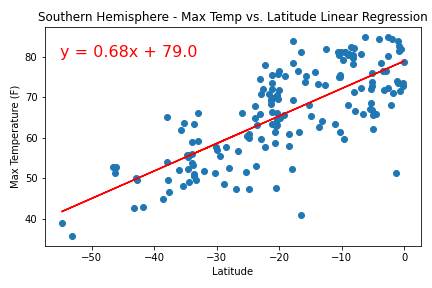 Southern Hemisphere - Max Temp vs. Latitude Linear Regression
y = 0.68x + 79.0
Max Temperature (F)
80
70
60
50
40
−50
−40
−30
−20
−10
0
Latitude